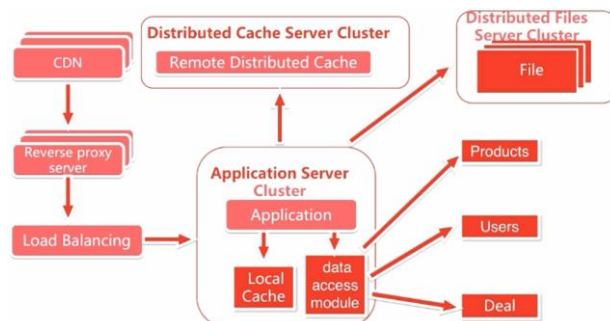 CDN
Reverse proxy
server
Load Balancing
Distributed Cache Server Cluster
Remote Distributed Cache
Distributed Files
Server Cluster
File
Application Server
Cluster
Application
Local
Cache
data
access
module
Products
Users
Deal